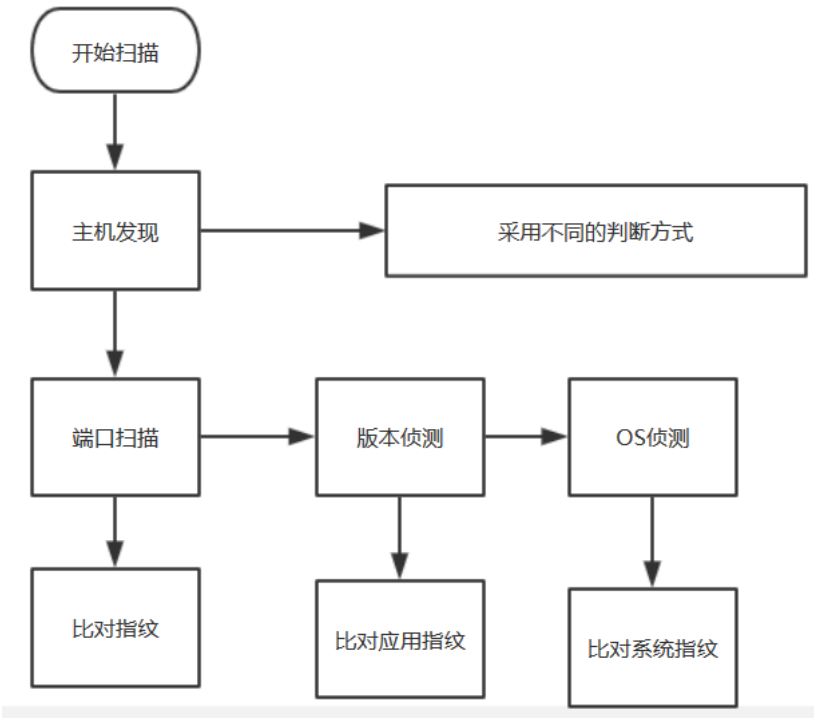 开始扫描
主机发现
采用不同的判断方式
端口扫描
版本侦测
OS侦测
比对指纹
比对应用指纹
比对系统指纹